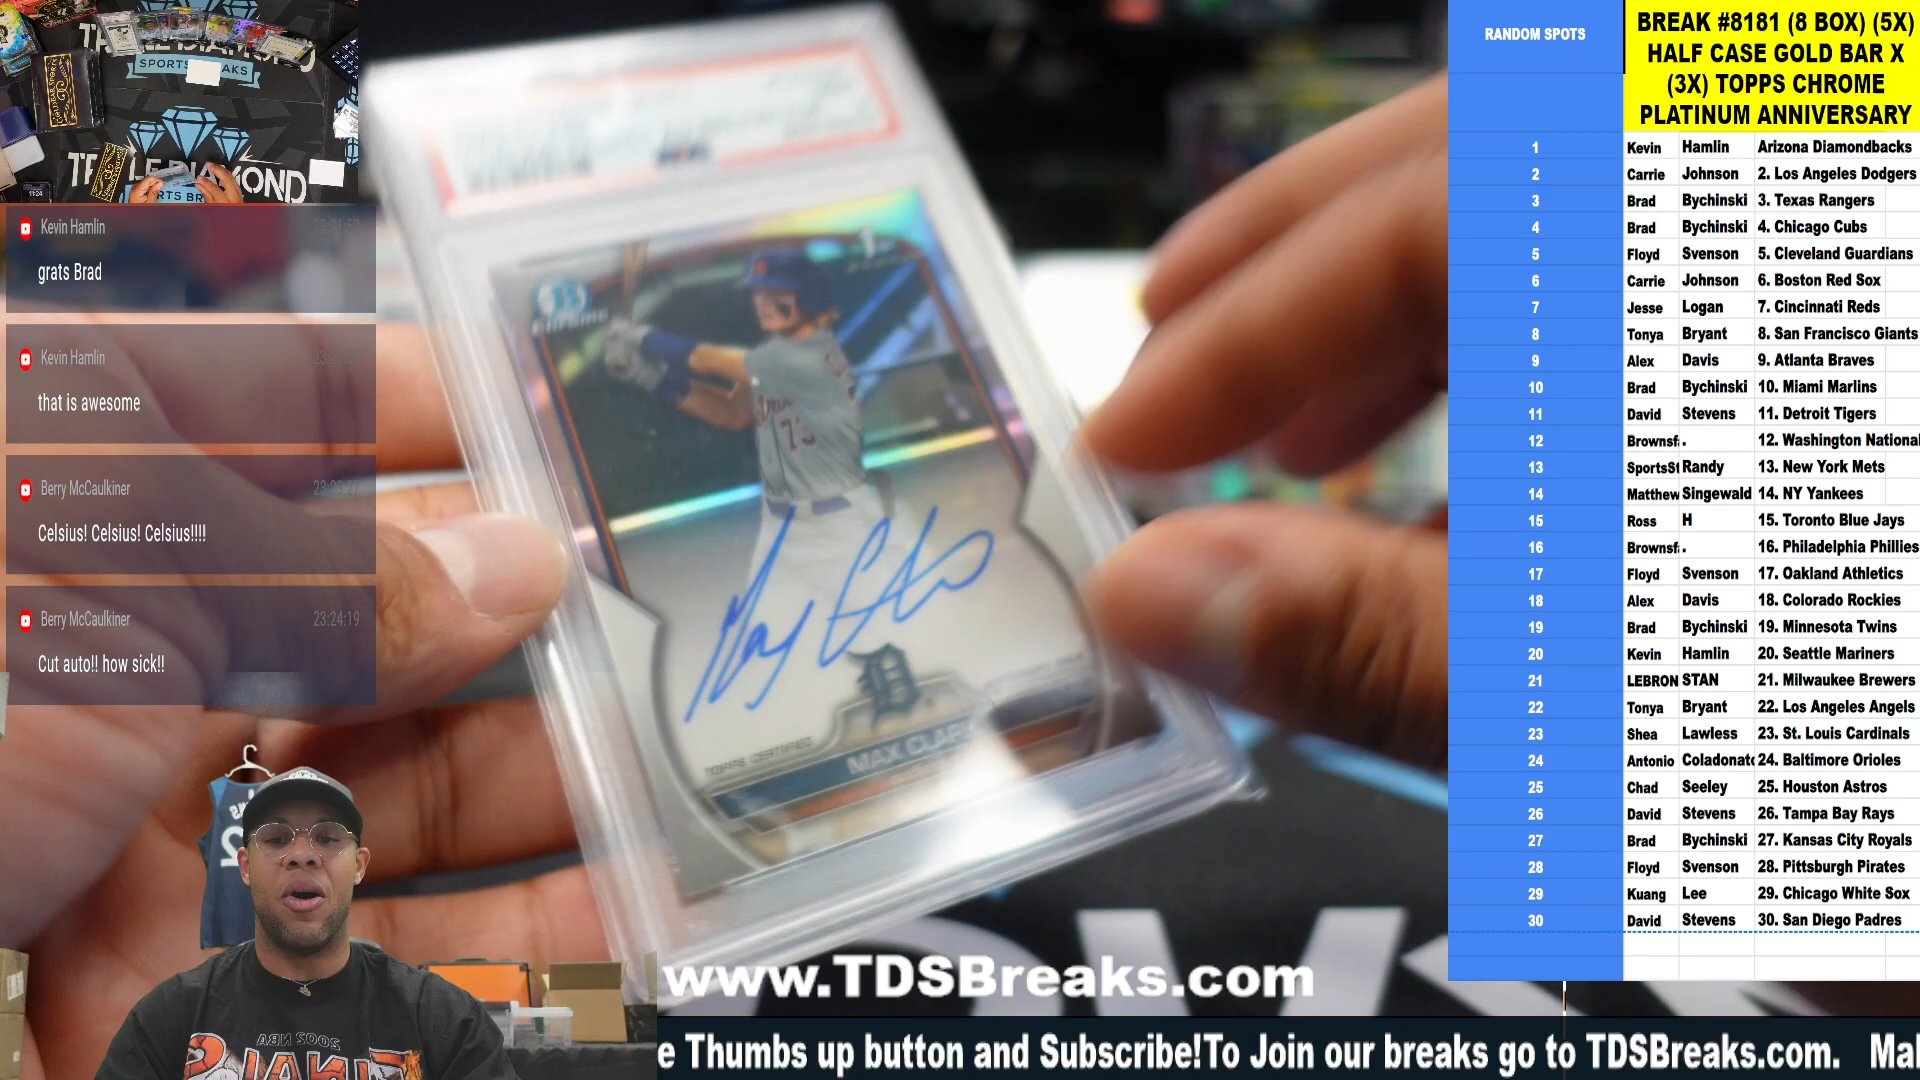 SPORTS BREAKS
Kevin Hamlin
grats Brad
Kevin Hamlin
that is awesome
Berry McCaulkiner
Celsius! Celsius! Celsius!!!!
Berry McCaulkiner 23:24:19
Cut auto!! how sick!!
CHROME
TOPPS CERTIFIED
MAX CLARK
www.TDSBreaks.com
e Thumbs up button and Subscribe!To Join our breaks go to TDSBreaks.com. Mal
RANDOM SPOTS
BREAK #8181 (8 BOX) (5X)
HALF CASE GOLD BAR X
(3X) TOPPS CHROME
PLATINUM ANNIVERSARY
1 Kevin Hamlin Arizona Diamondbacks
2 Carrie Johnson 2. Los Angeles Dodgers
3 Brad Bychinski 3. Texas Rangers
4 Brad Bychinski 4. Chicago Cubs
5 Floyd Svenson 5. Cleveland Guardians
6 Carrie Johnson 6. Boston Red Sox
7 Jesse Logan 7. Cincinnati Reds
8 Tonya Bryant 8. San Francisco Giants
9 Alex Davis 9. Atlanta Braves
10 Brad Bychinski 10. Miami Marlins
11 David Stevens 11. Detroit Tigers
12 Brownsf . 12. Washington National
13 SportsSt Randy 13. New York Mets
14 Matthew Singewald 14. NY Yankees
15 Ross H 15. Toronto Blue Jays
16 Brownsf . 16. Philadelphia Phillies
17 Floyd Svenson 17. Oakland Athletics
18 Alex Davis 18. Colorado Rockies
19 Brad Bychinski 19. Minnesota Twins
20 Kevin Hamlin 20. Seattle Mariners
21 LEBRON STAN 21. Milwaukee Brewers
22 Tonya Bryant 22. Los Angeles Angels
23 Shea Lawless 23. St. Louis Cardinals
24 Antonio Coladonato 24. Baltimore Orioles
25 Chad Seeley 25. Houston Astros
26 David Stevens 26. Tampa Bay Rays
27 Brad Bychinski 27. Kansas City Royals
28 Floyd Svenson 28. Pittsburgh Pirates
29 Kuang Lee 29. Chicago White Sox
30 David Stevens 30. San Diego Padres